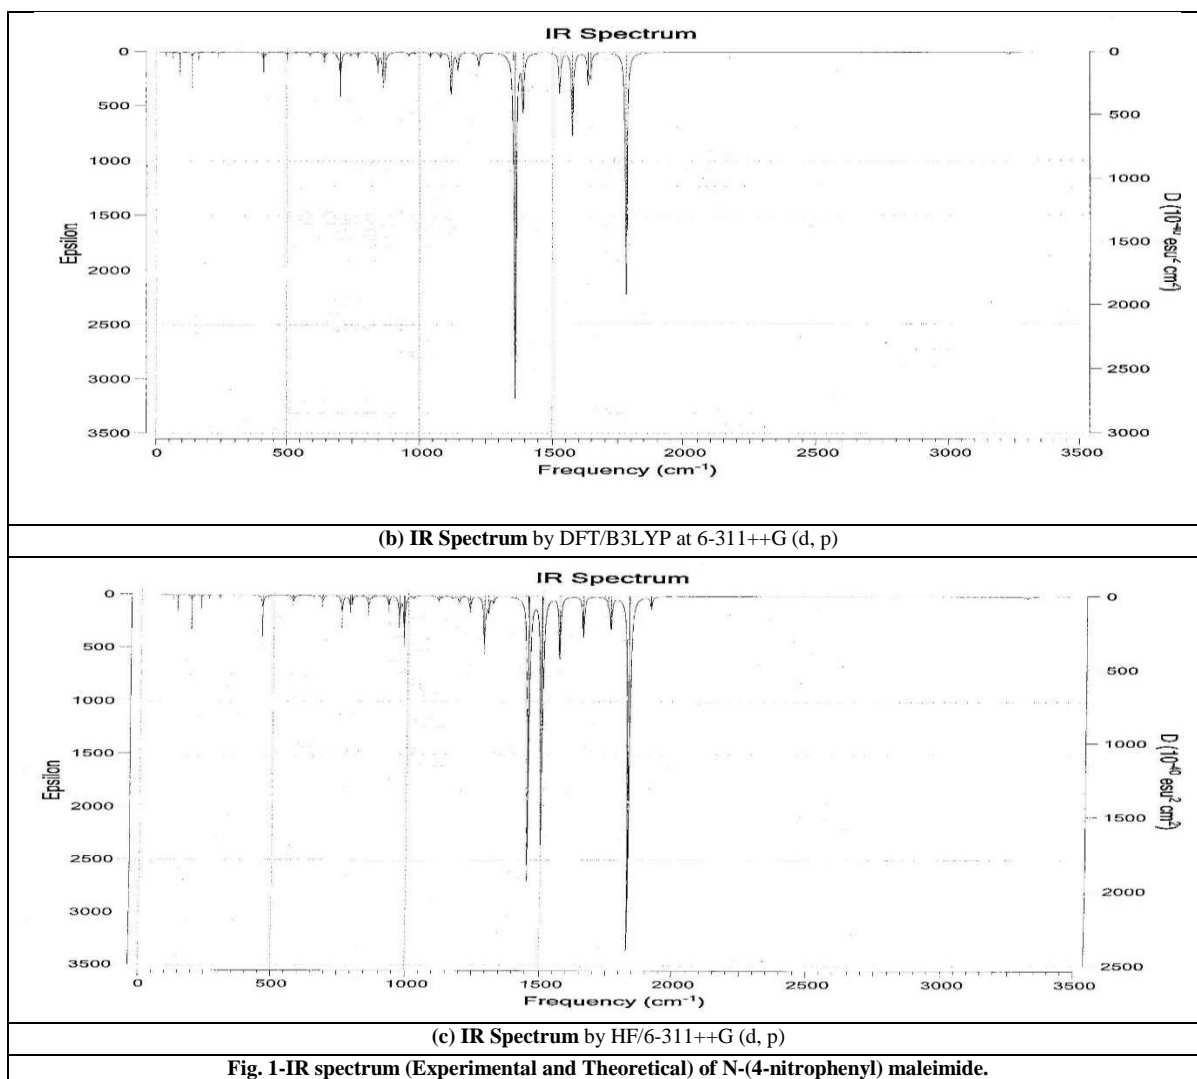 IR Spectrum
0
500
1000
1500
2000
2500
3000
3500
Epsilon
0
500
1000
1500
2000
2500
3000
D (10⁻⁴⁰ esu² cm²)
0 500 1000 1500 2000 2500 3000 3500
Frequency (cm⁻¹)
(b) IR Spectrum by DFT/B3LYP at 6-311++G (d, p)
IR Spectrum
0
500
1000
1500
2000
2500
3000
3500
Epsilon
0
500
1000
1500
2000
2500
D (10⁻⁴⁰ esu² cm²)
0 500 1000 1500 2000 2500 3000 3500
Frequency (cm⁻¹)
(c) IR Spectrum by HF/6-311++G (d, p)
Fig. 1-IR spectrum (Experimental and Theoretical) of N-(4-nitrophenyl) maleimide.